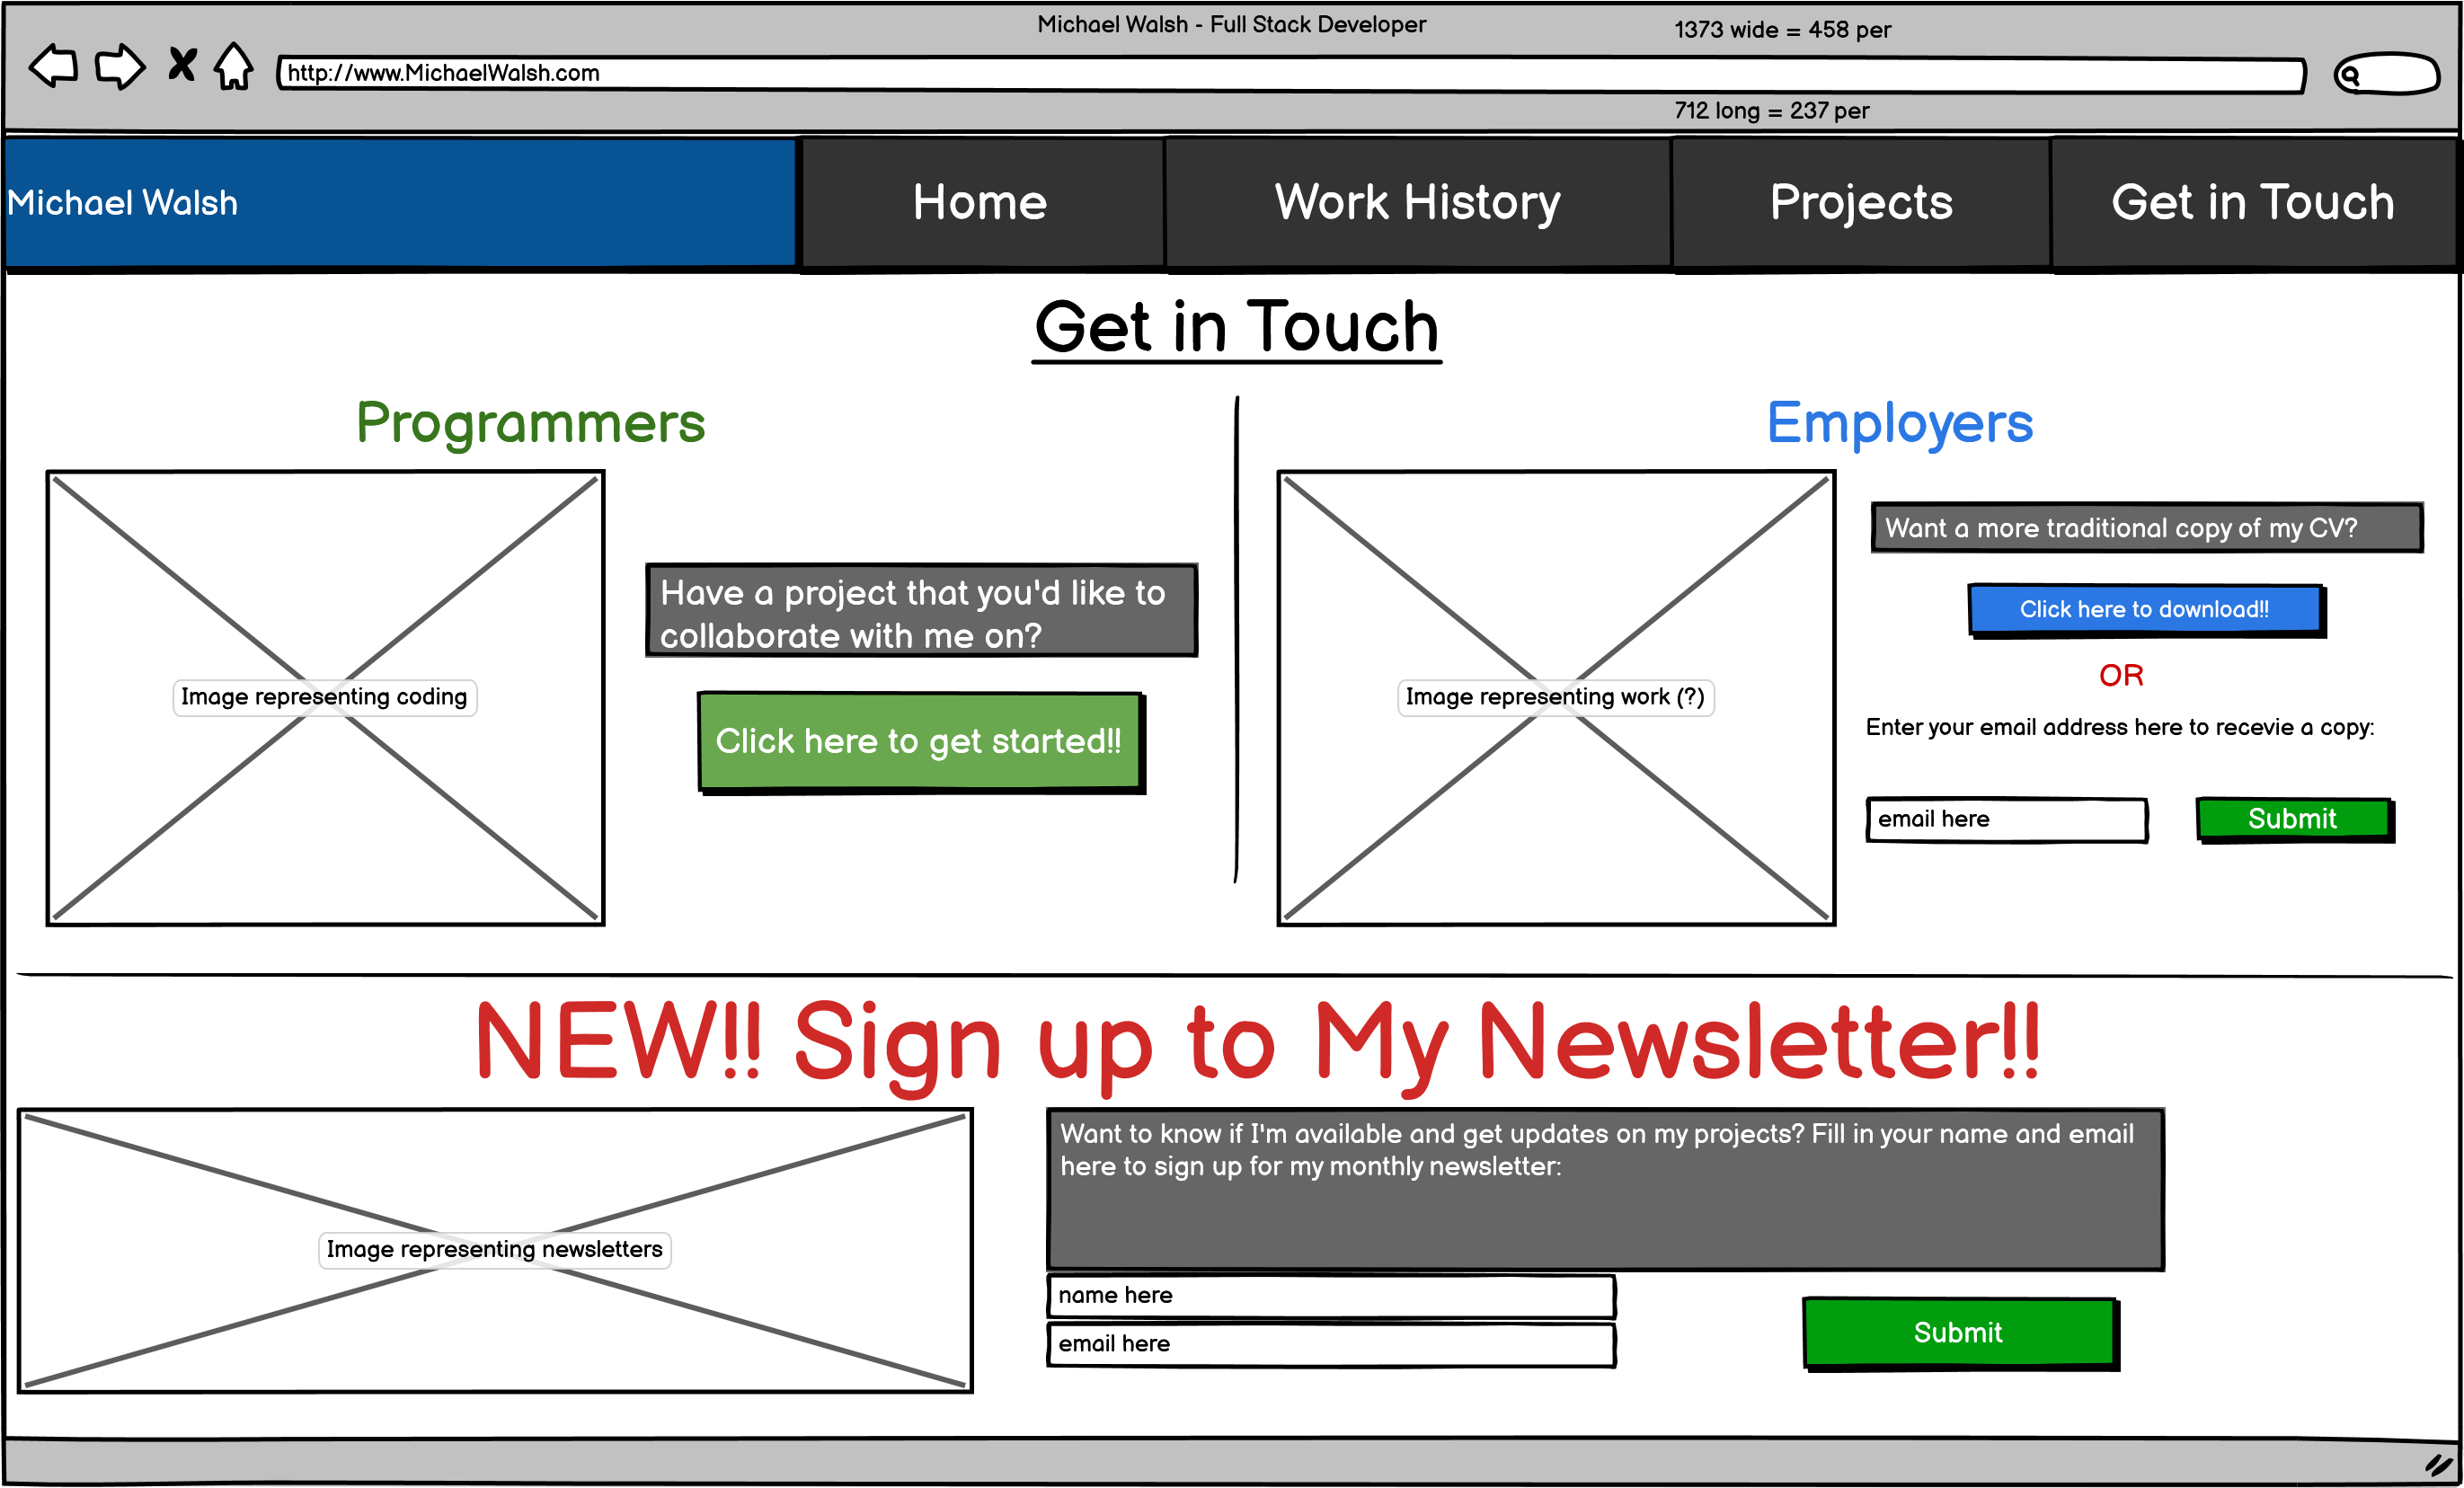 Michael Walsh - Full Stack Developer
1373 wide = 458 per
http://www.MichaelWalsh.com
712 long = 237 per
Michael Walsh
Home
Work History
Projects
Get in Touch
Get in Touch
Programmers
Image representing coding
Have a project that you'd like to
collaborate with me on?
Click here to get started!!
Employers
Image representing work (?)
Want a more traditional copy of my CV?
Click here to download!!
OR
Enter your email address here to recevie a copy:
email here
Submit
NEW!! Sign up to My Newsletter!!
Image representing newsletters
Want to know if I'm available and get updates on my projects? Fill in your name and email
here to sign up for my monthly newsletter:
name here
email here
Submit